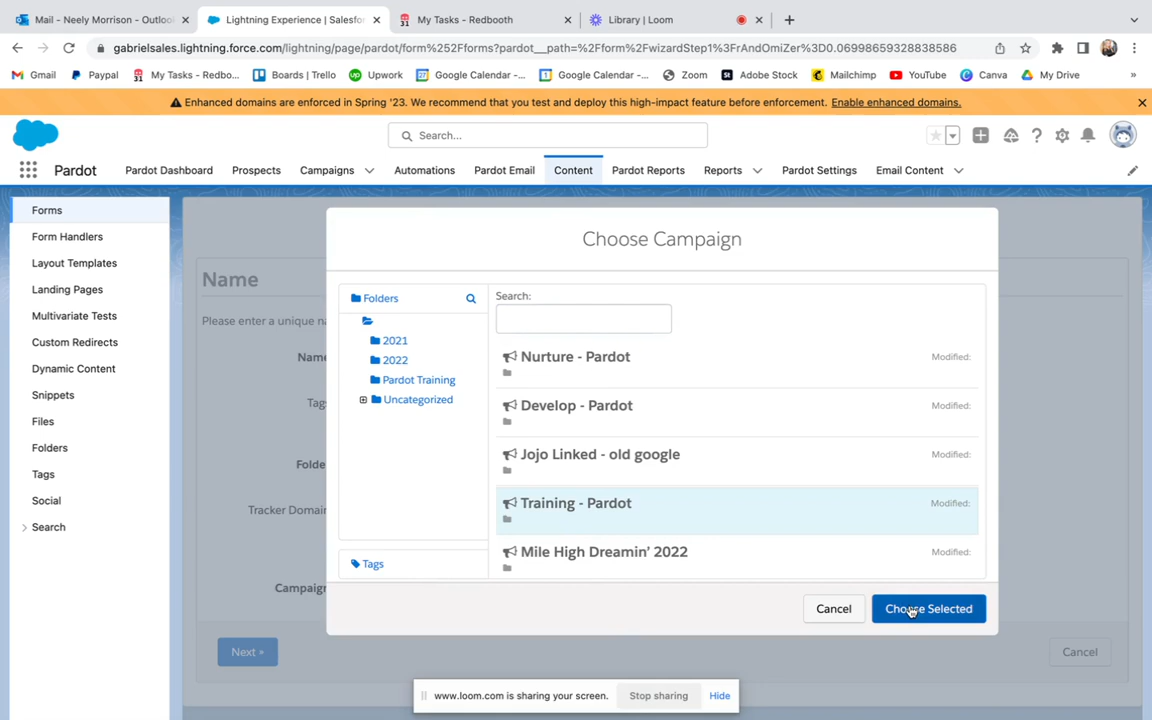 Mail - Neely Morrison - Outlook
Lightning Experience | Salesfor
My Tasks - Redbooth
Library | Loom
gabrielsales.lightning.force.com/lightning/page/pardot/form%252Fforms?pardot__path=%2Fform%2FwizardStep1%3FrAndOmiZer%3D0.06998659328838586
Gmail
Paypal
My Tasks - Redbo...
Boards | Trello
Upwork
Google Calendar -...
Google Calendar -...
Zoom
Adobe Stock
Mailchimp
YouTube
Canva
My Drive
»
Enhanced domains are enforced in Spring '23. We recommend that you test and deploy this high-impact feature before enforcement. Enable enhanced domains.
Search...
Pardot
Pardot Dashboard
Prospects
Campaigns
Automations
Pardot Email
Content
Pardot Reports
Reports
Pardot Settings
Email Content
Forms
Form Handlers
Layout Templates
Landing Pages
Multivariate Tests
Custom Redirects
Dynamic Content
Snippets
Files
Folders
Tags
Social
Search
Name
Please enter a unique na
Name
Tags
Folde
Tracker Domain
Campaign
Next »
Cancel
Choose Campaign
Folders
2021
2022
Pardot Training
Uncategorized
Tags
Search:
Nurture - Pardot
Modified:
Develop - Pardot
Modified:
Jojo Linked - old google
Modified:
Training - Pardot
Modified:
Mile High Dreamin' 2022
Modified:
Cancel
Choose Selected
www.loom.com is sharing your screen.
Stop sharing
Hide